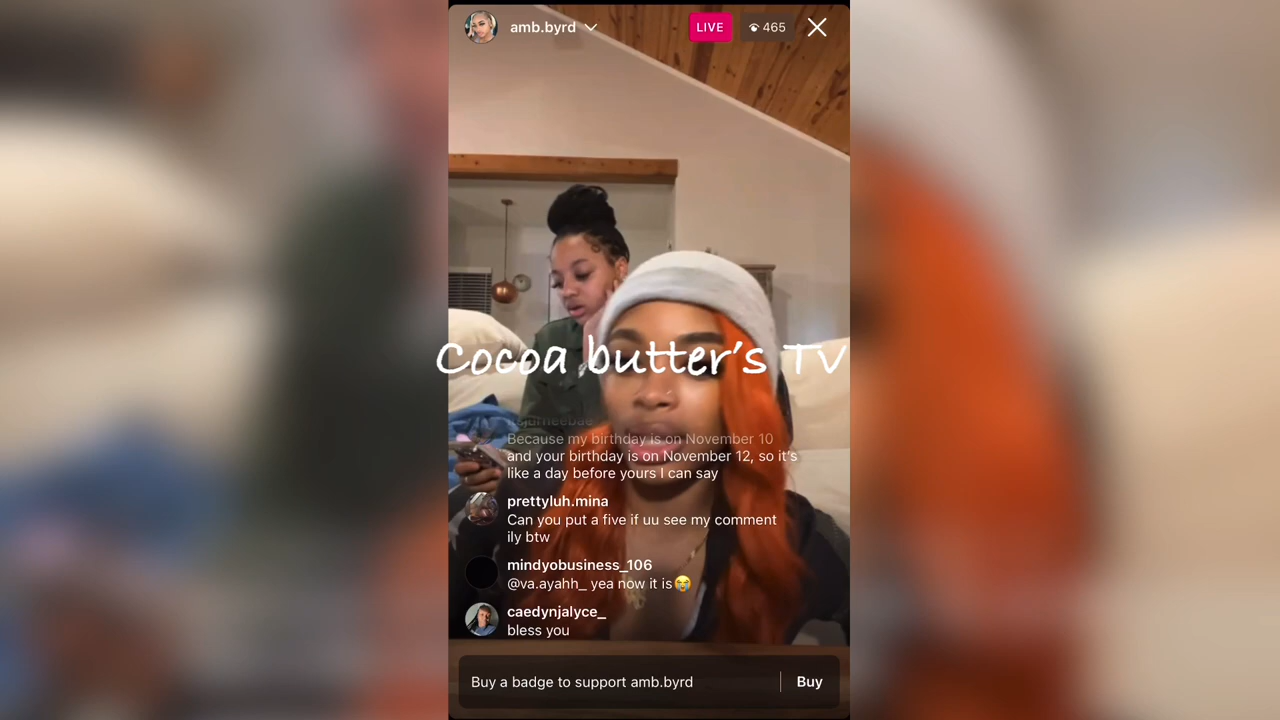 amb.byrd
LIVE
465
Cocoa butter's TV
Because my birthday is on November 10
and your birthday is on November 12, so it's
like a day before yours I can say
prettyluh.mina
Can you put a five if uu see my comment
ily btw
mindyobusiness_106
@va.ayahh_ yea now it is😭
caedynjalyce_
bless you
Buy a badge to support amb.byrd
Buy